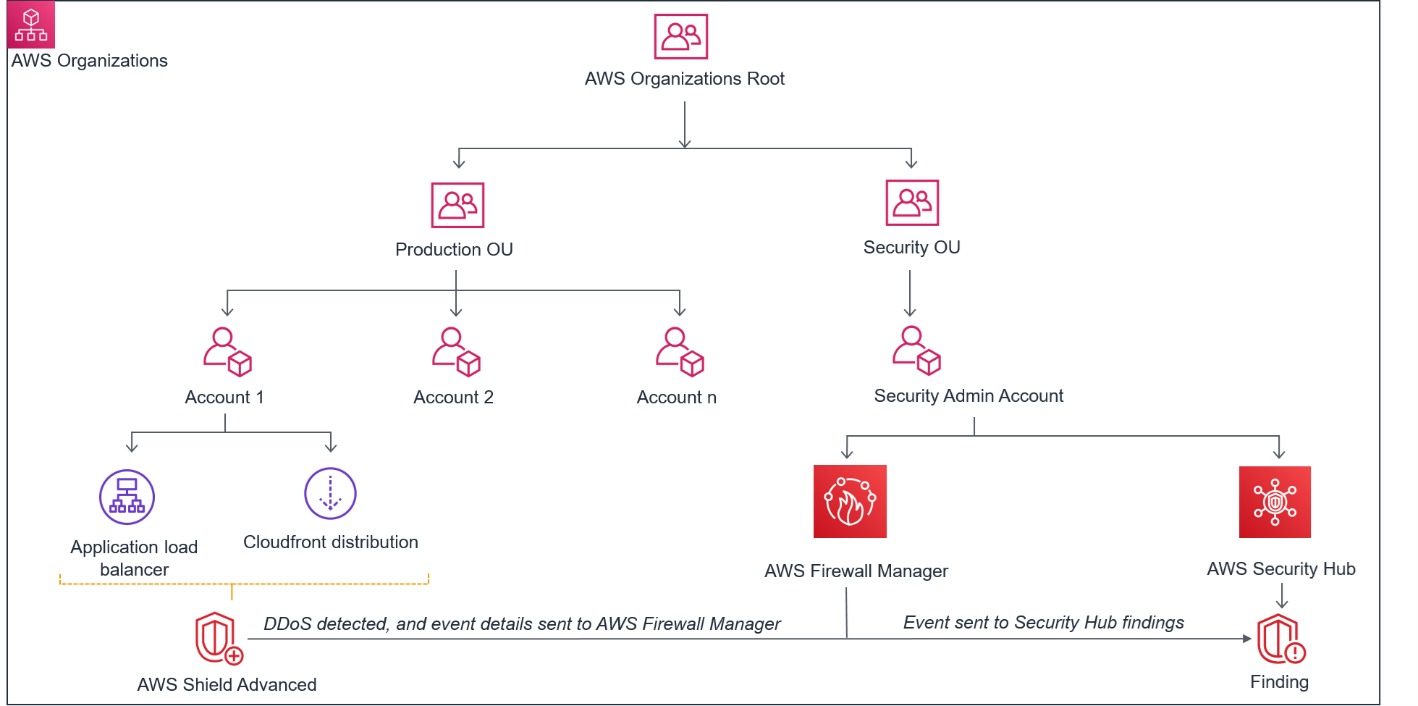 AWS Organizations
AWS Organizations Root
Production OU
Security OU
Account 1
Account 2
Account n
Security Admin Account
Application load
balancer
Cloudfront distribution
AWS Firewall Manager
AWS Security Hub
DDoS detected, and event details sent to AWS Firewall Manager
Event sent to Security Hub findings
AWS Shield Advanced
Finding